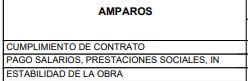 AMPAROS
CUMPLIMIENTO DE CONTRATO
PAGO SALARIOS, PRESTACIONES SOCIALES, IN
ESTABILIDAD DE LA OBRA